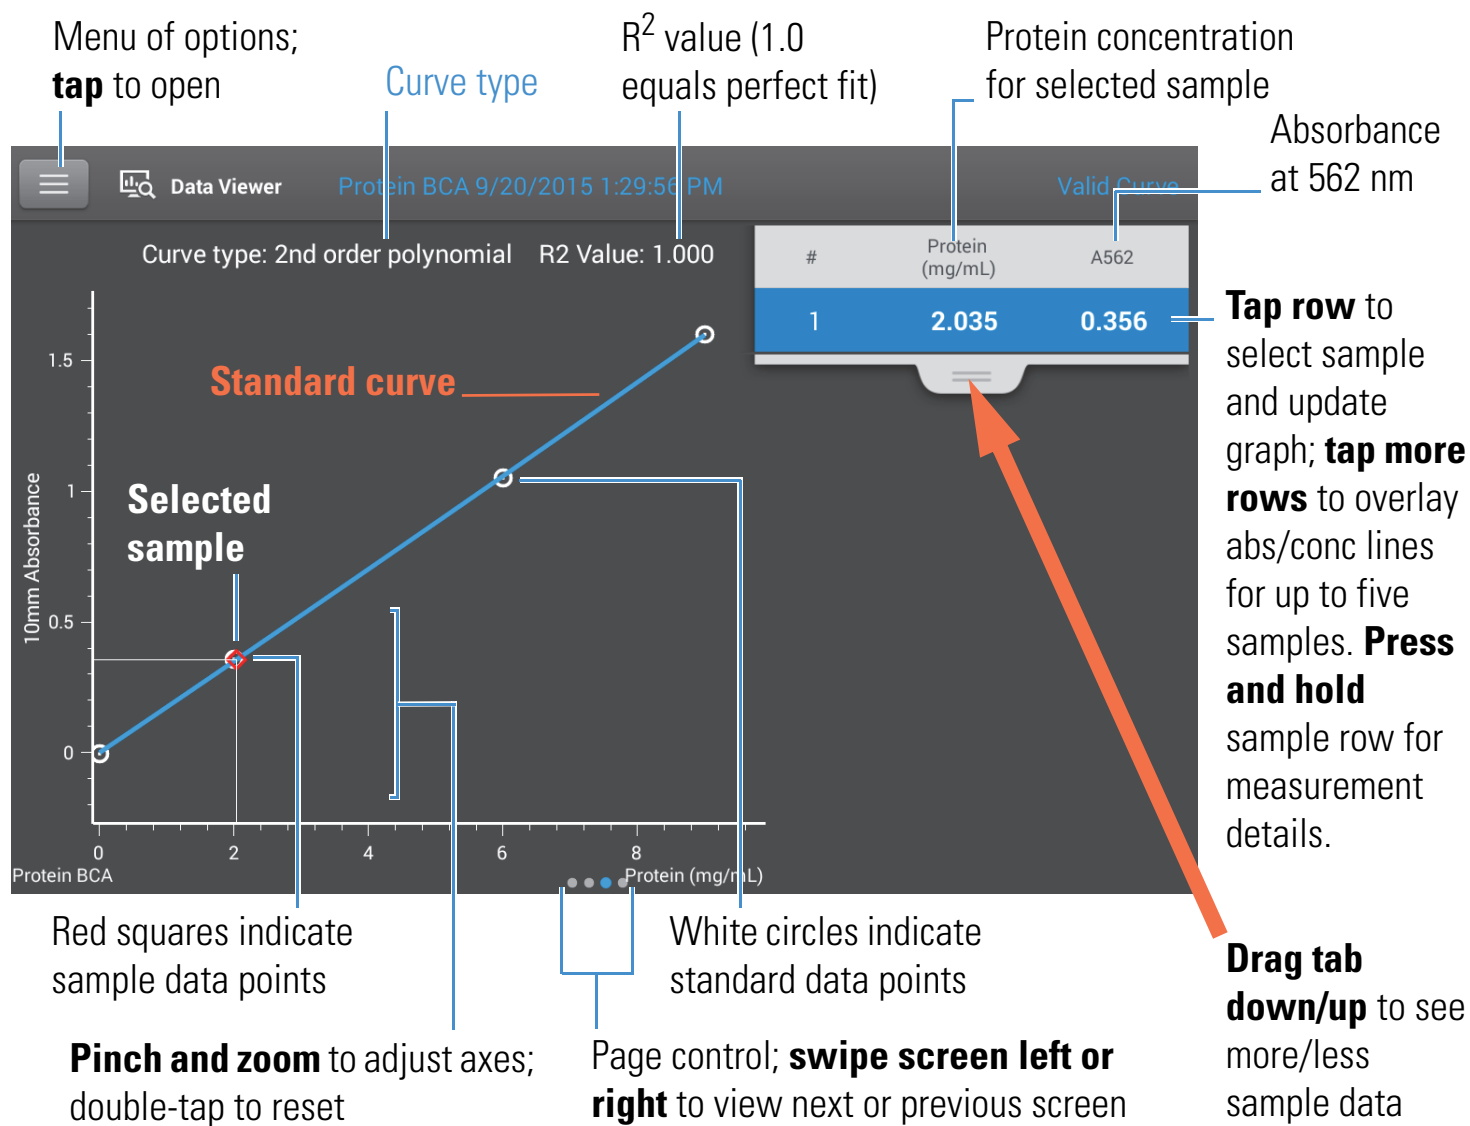 Menu of options;
tap to open
Curve type
R2 value (1.0
equals perfect fit)
Protein concentration
for selected sample
Absorbance
at 562 nm
Data Viewer
Protein BCA 9/20/2015 1:29:56 PM
Valid Curve
Curve type: 2nd order polynomial
R2 Value: 1.000
#
Protein
(mg/mL)
A562
1
2.035
0.356
Standard curve
Selected
sample
10mm Absorbance
1.5
1
0.5
0
0
2
4
6
8
Protein BCA
Protein (mg/mL)
Tap row to
select sample
and update
graph; tap more
rows to overlay
abs/conc lines
for up to five
samples. Press
and hold
sample row for
measurement
details.
Red squares indicate
sample data points
White circles indicate
standard data points
Pinch and zoom to adjust axes;
double-tap to reset
Page control; swipe screen left or
right to view next or previous screen
Drag tab
down/up to see
more/less
sample data